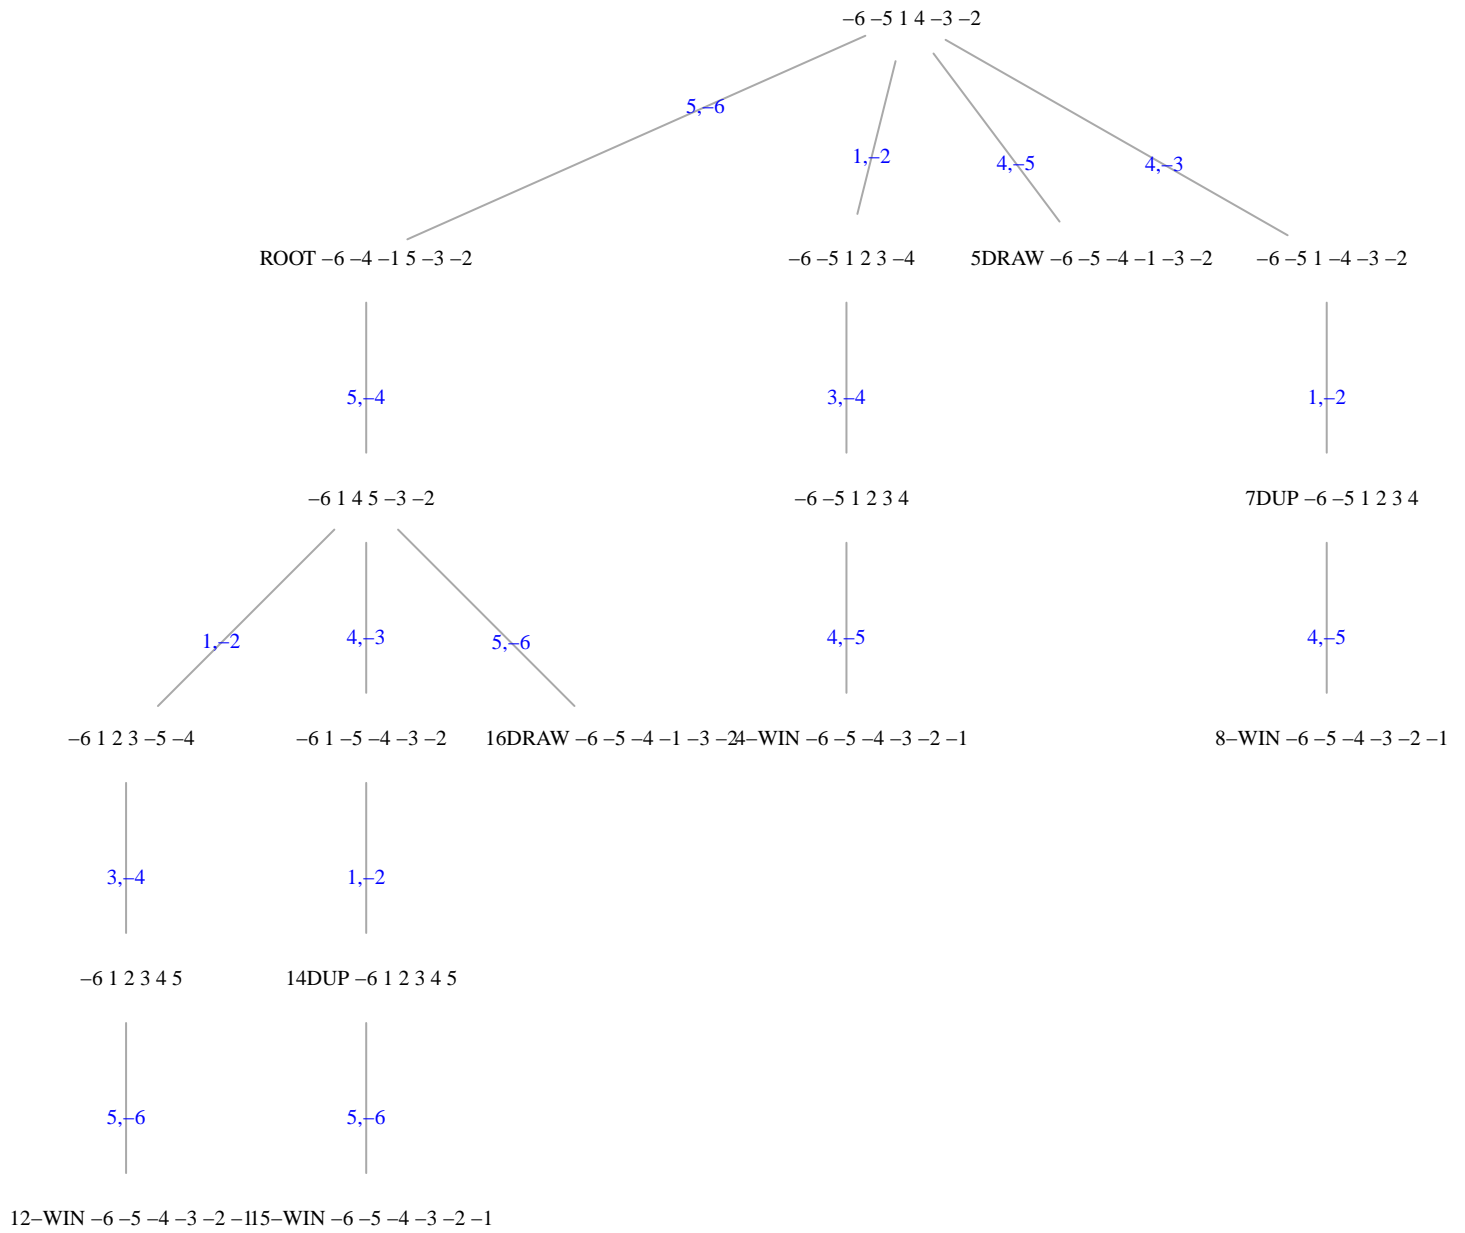 –6 –5 1 4 –3 –2
5,–6
1,–2
4,–5
4,–3
ROOT –6 –4 –1 5 –3 –2
–6 –5 1 2 3 –4
5DRAW –6 –5 –4 –1 –3 –2
–6 –5 1 –4 –3 –2
5,–4
3,–4
1,–2
–6 1 4 5 –3 –2
–6 –5 1 2 3 4
7DUP –6 –5 1 2 3 4
1,–2
4,–3
5,–6
4,–5
4,–5
–6 1 2 3 –5 –4
–6 1 –5 –4 –3 –2
16DRAW –6 –5 –4 –1 –3 –2
4–WIN –6 –5 –4 –3 –2 –1
8–WIN –6 –5 –4 –3 –2 –1
3,–4
1,–2
–6 1 2 3 4 5
14DUP –6 1 2 3 4 5
5,–6
5,–6
12–WIN –6 –5 –4 –3 –2 –1
15–WIN –6 –5 –4 –3 –2 –1